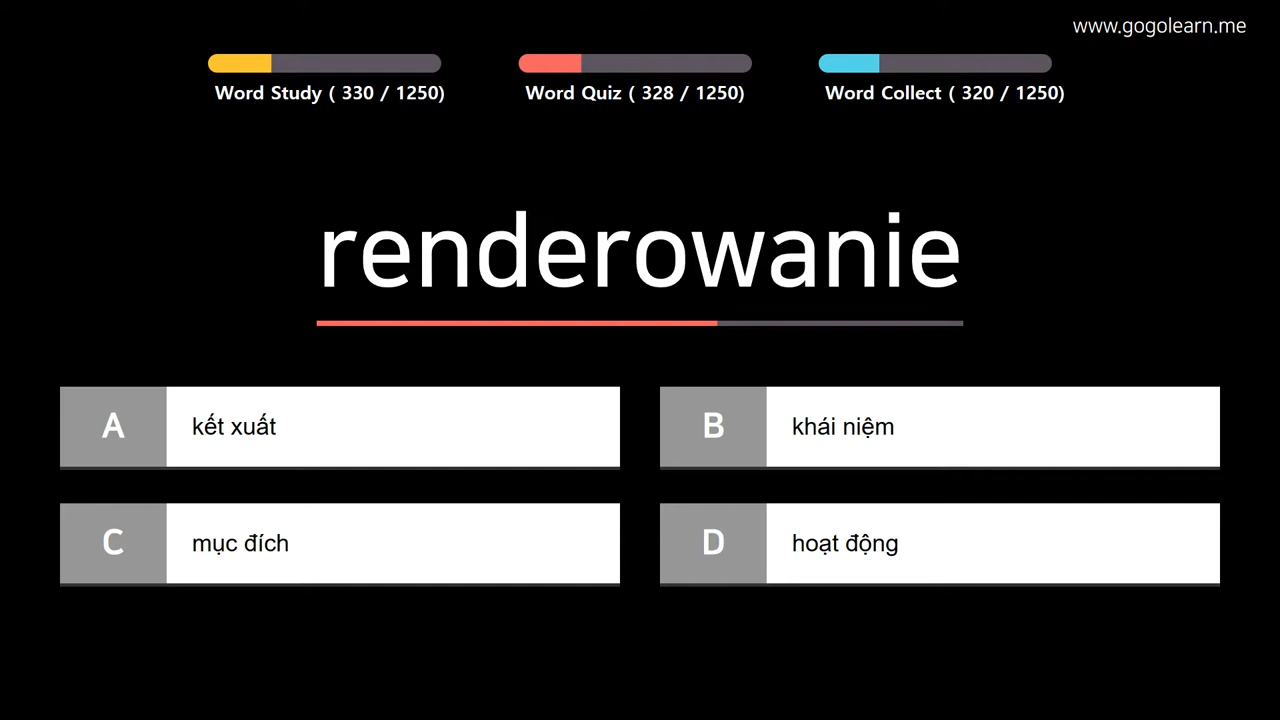 www.gogolearn.me
Word Study ( 330 / 1250)
Word Quiz ( 328 / 1250)
Word Collect ( 320 / 1250)
renderowanie
A
kết xuất
B
khái niệm
C
mục đích
D
hoạt động